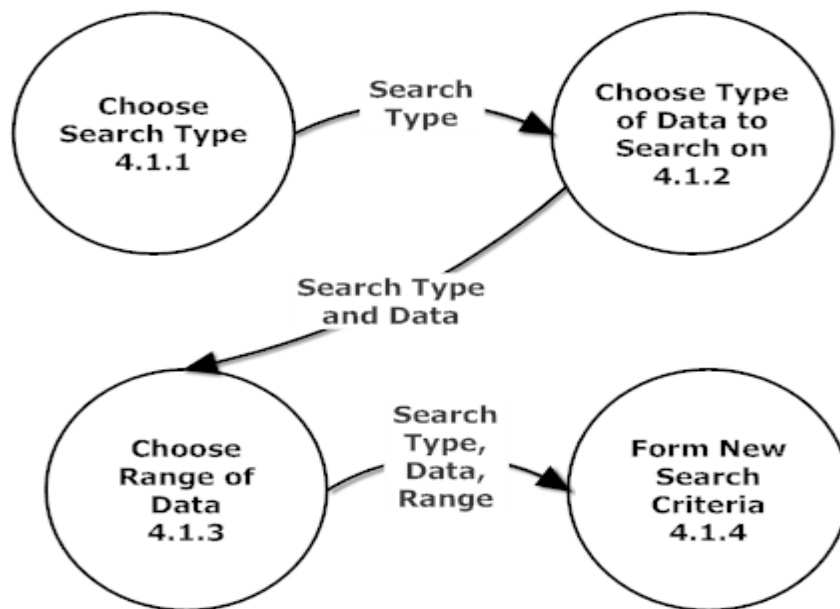 Choose
Search Type
4.1.1
Search
Type
Choose Type
of Data to
Search on
4.1.2
Search Type
and Data
Choose
Range of
Data
4.1.3
Search
Type,
Data,
Range
Form New
Search
Criteria
4.1.4